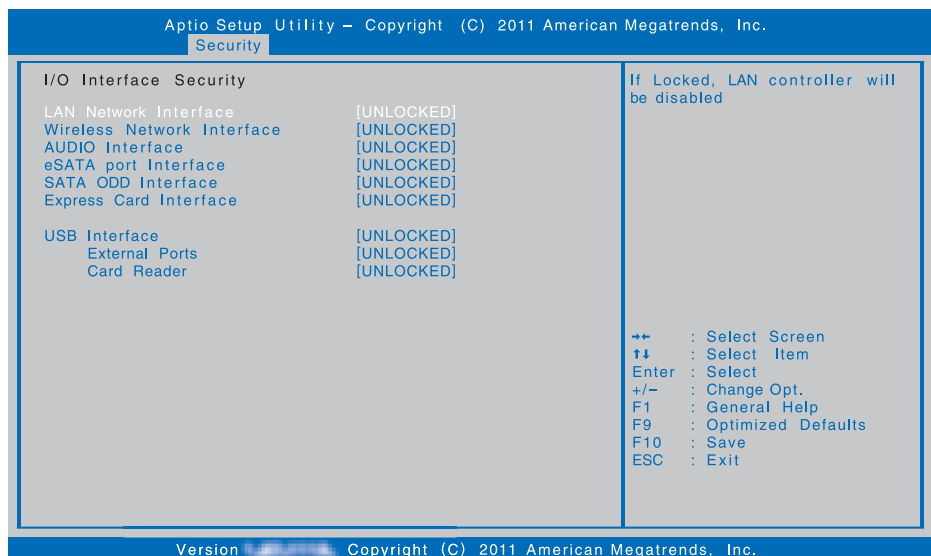 Aptio Setup Utility – Copyright (C) 2011 American Megatrends, Inc.
Security
I/O Interface Security
LAN Network Interface [UNLOCKED]
Wireless Network Interface [UNLOCKED]
AUDIO Interface [UNLOCKED]
eSATA port Interface [UNLOCKED]
SATA ODD Interface [UNLOCKED]
Express Card Interface [UNLOCKED]
USB Interface [UNLOCKED]
External Ports [UNLOCKED]
Card Reader [UNLOCKED]
If Locked, LAN controller will
be disabled
→← : Select Screen
↑↓ : Select Item
Enter : Select
+/– : Change Opt.
F1 : General Help
F9 : Optimized Defaults
F10 : Save
ESC : Exit
Version Copyright (C) 2011 American Megatrends, Inc.